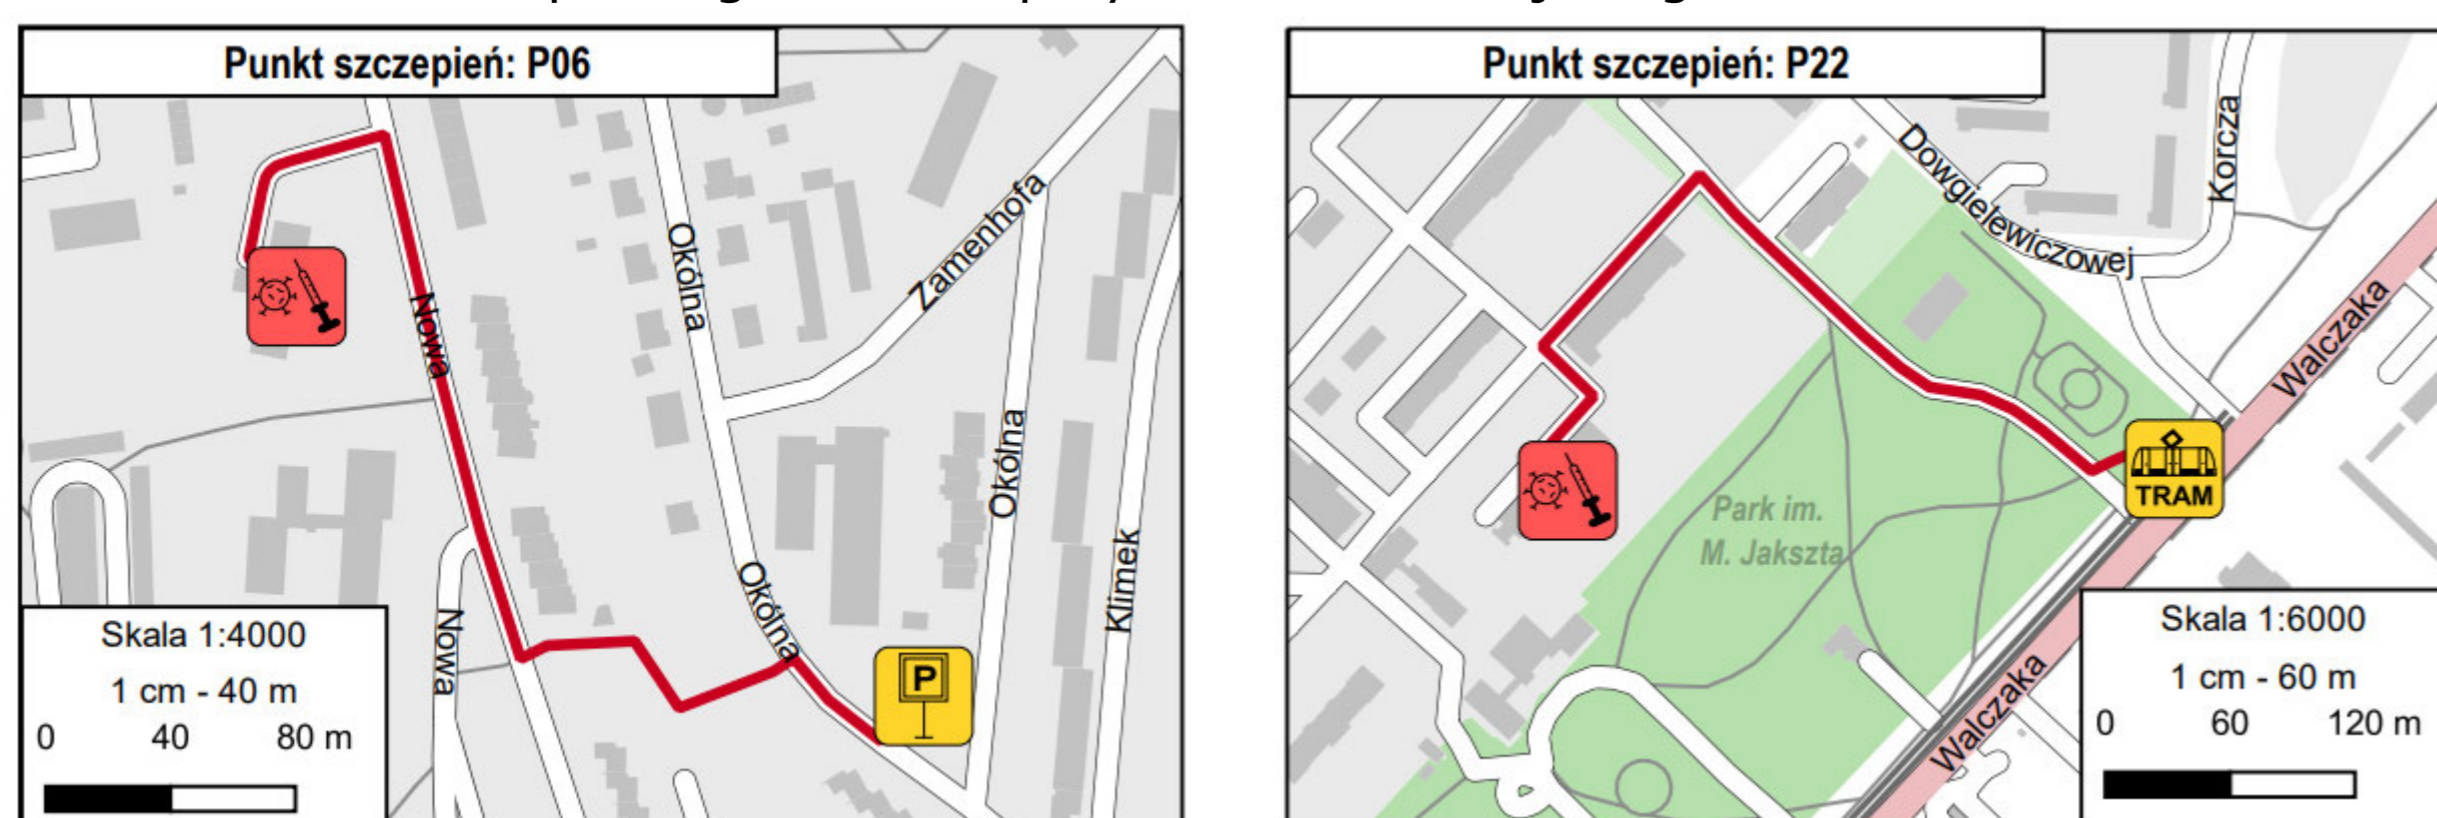 Punkt szczepień: P06
Nowa
Okólna
Zamenhofa
Okólna
Okólna
Klimek
Nowa
P
Skala 1:4000
1 cm - 40 m
0 40 80 m
Punkt szczepień: P22
Dowgielewiczowej
Korcza
Walczaka
TRAM
Park im.
M. Jakszta
Walczaka
Skala 1:6000
1 cm - 60 m
0 60 120 m